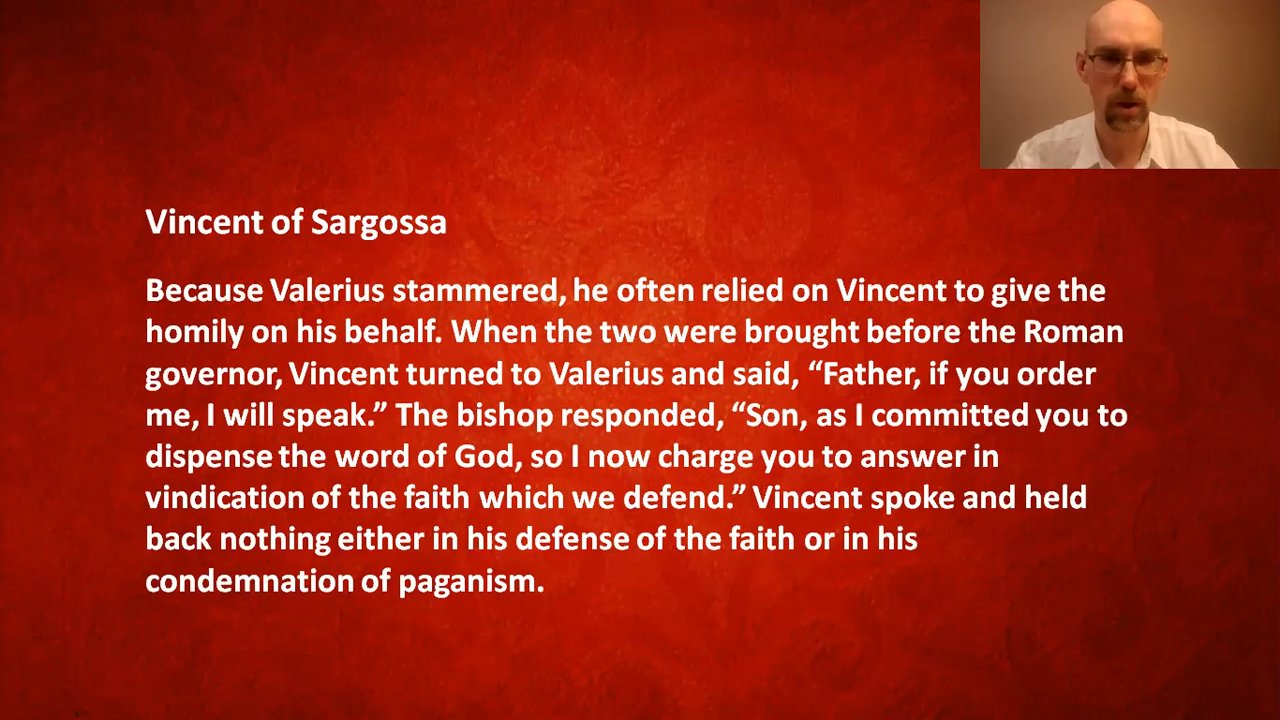 Vincent of Sargossa
Because Valerius stammered, he often relied on Vincent to give the
homily on his behalf. When the two were brought before the Roman
governor, Vincent turned to Valerius and said, “Father, if you order
me, I will speak.” The bishop responded, “Son, as I committed you to
dispense the word of God, so I now charge you to answer in
vindication of the faith which we defend.” Vincent spoke and held
back nothing either in his defense of the faith or in his
condemnation of paganism.